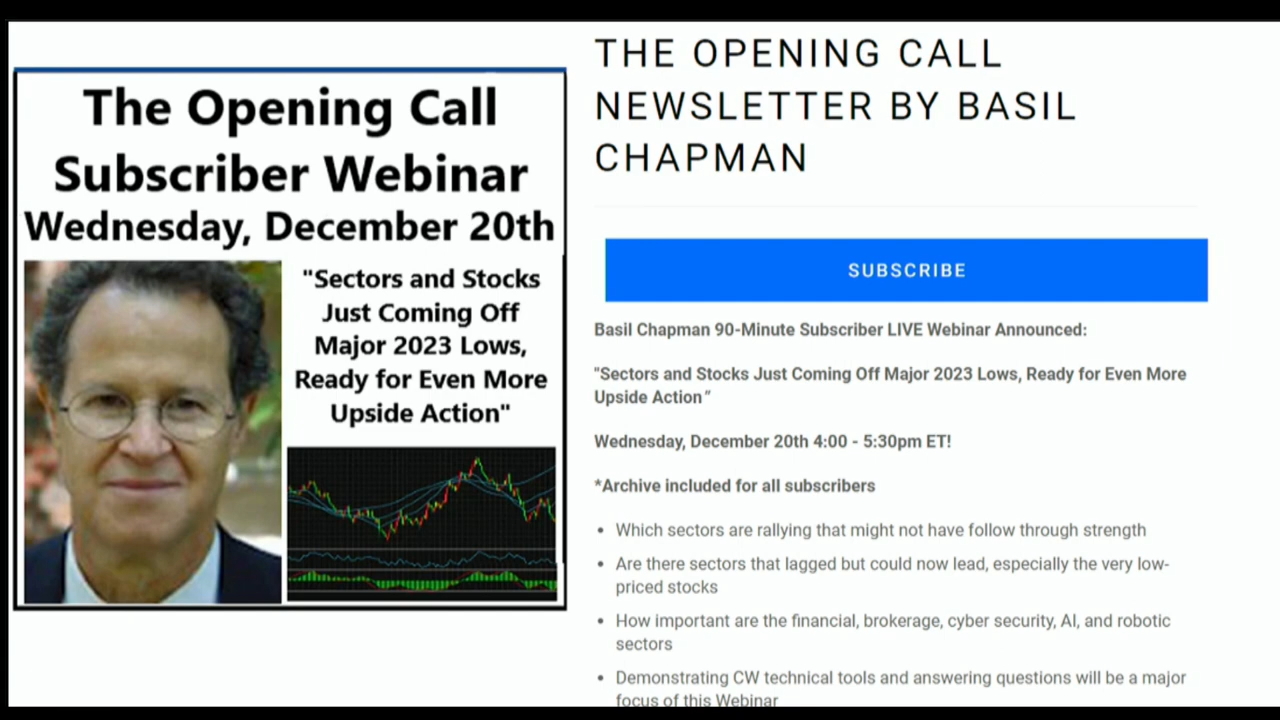 The Opening Call
Subscriber Webinar
Wednesday, December 20th
"Sectors and Stocks
Just Coming Off
Major 2023 Lows,
Ready for Even More
Upside Action"
THE OPENING CALL
NEWSLETTER BY BASIL
CHAPMAN
SUBSCRIBE
Basil Chapman 90-Minute Subscriber LIVE Webinar Announced:
"Sectors and Stocks Just Coming Off Major 2023 Lows, Ready for Even More
Upside Action"
Wednesday, December 20th 4:00 - 5:30pm ET!
*Archive included for all subscribers
• Which sectors are rallying that might not have follow through strength
• Are there sectors that lagged but could now lead, especially the very low-
priced stocks
• How important are the financial, brokerage, cyber security, AI, and robotic
sectors
• Demonstrating CW technical tools and answering questions will be a major
focus of this Webinar